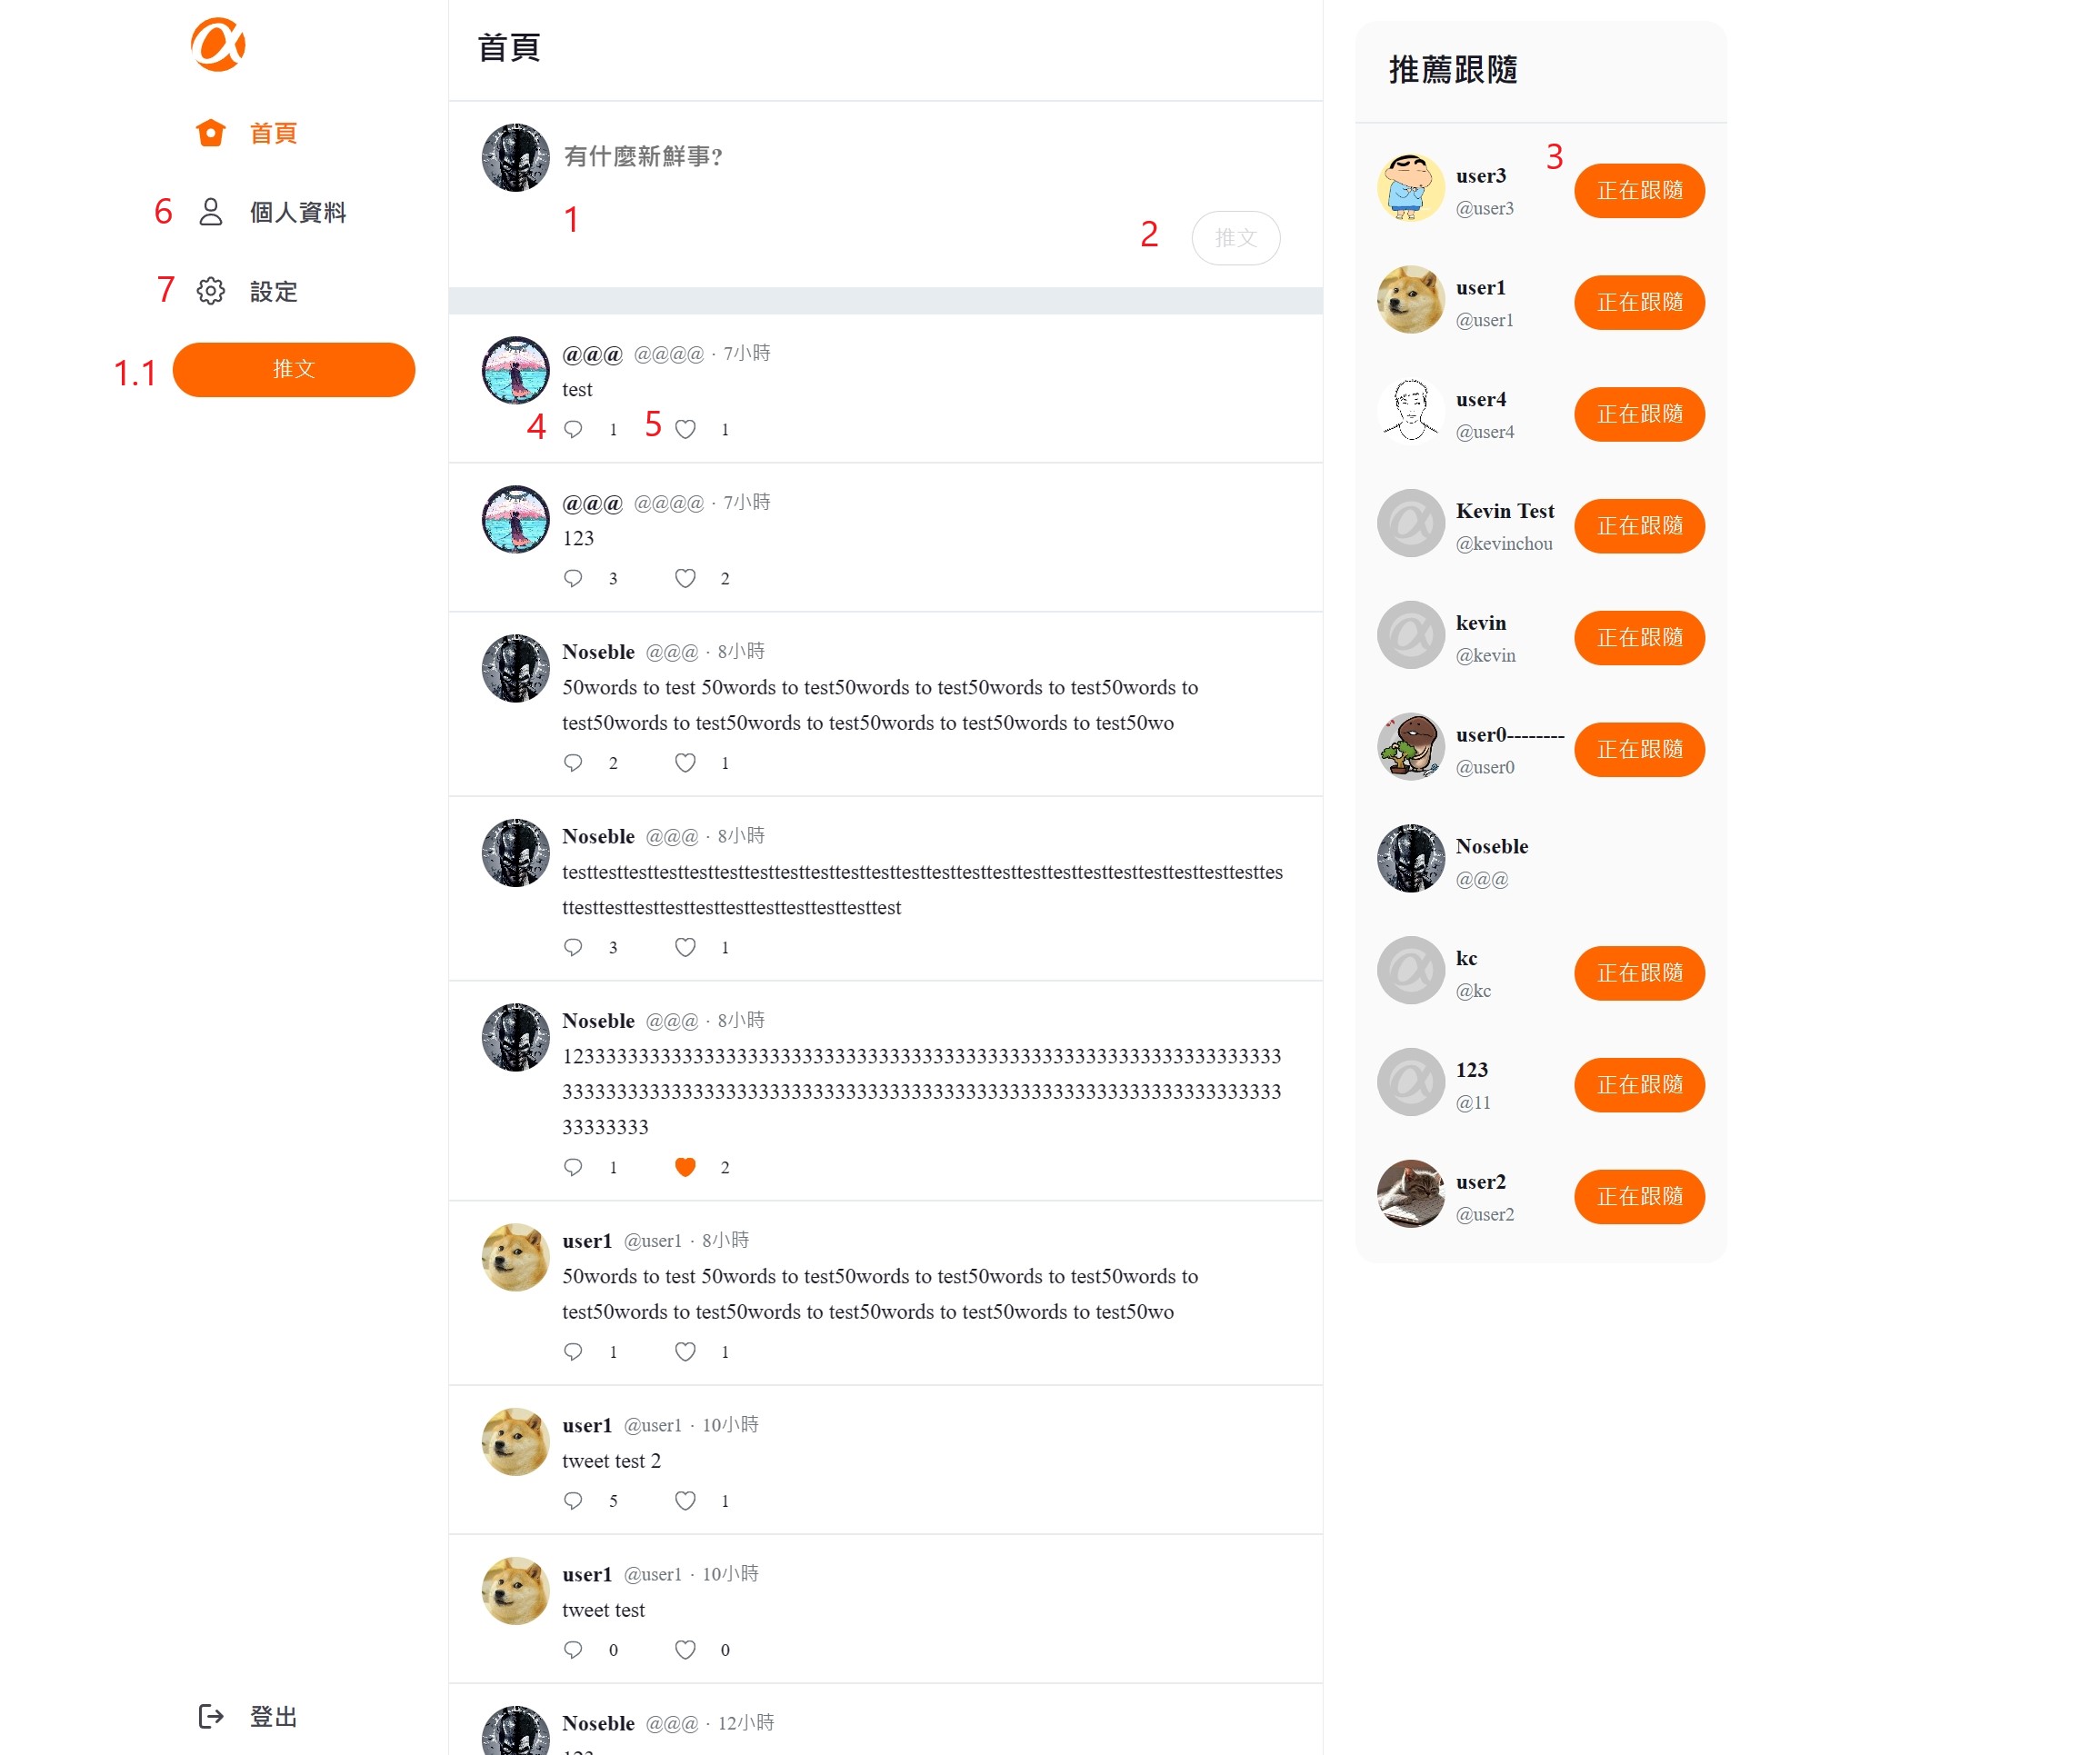 首頁
6 個人資料
7 設定
1.1 推文
登出
首頁
有什麼新鮮事?
1
2 推文
@@@ @@@@ · 7小時
test
4 1 5 1
@@@ @@@@ · 7小時
123
3 2
Noseble @@@ · 8小時
50words to test 50words to test50words to test50words to test50words to
test50words to test50words to test50words to test50words to test50wo
2 1
Noseble @@@ · 8小時
3 1
Noseble @@@ · 8小時
33333333
1 2
user1 @user1 · 8小時
50words to test 50words to test50words to test50words to test50words to
test50words to test50words to test50words to test50words to test50wo
1 1
user1 @user1 · 10小時
tweet test 2
5 1
user1 @user1 · 10小時
tweet test
0 0
Noseble @@@ · 12小時
推薦跟隨
3
user3
@user3
正在跟隨
user1
@user1
正在跟隨
user4
@user4
正在跟隨
Kevin Test
@kevinchou
正在跟隨
kevin
@kevin
正在跟隨
user0--------
@user0
正在跟隨
Noseble
@@@
kc
@kc
正在跟隨
123
@11
正在跟隨
user2
@user2
正在跟隨